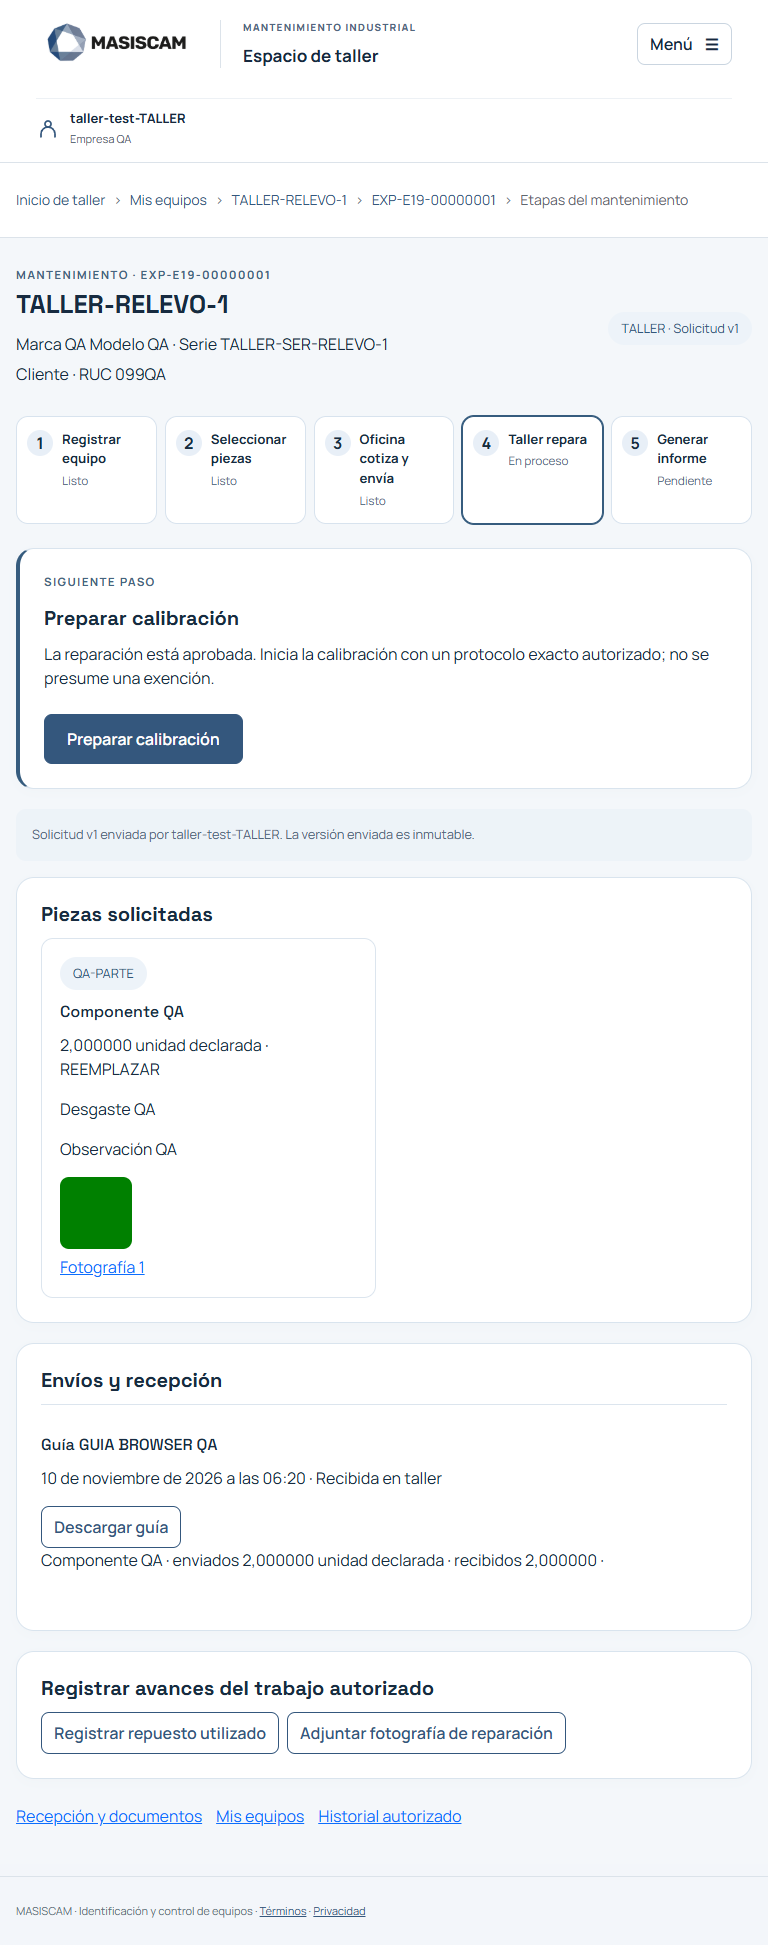 MASISCAM
MANTENIMIENTO INDUSTRIAL
Espacio de taller
Menú ☰
taller-test-TALLER
Empresa QA
Inicio de taller › Mis equipos › TALLER-RELEVO-1 › EXP-E19-00000001 › Etapas del mantenimiento
MANTENIMIENTO · EXP-E19-00000001
TALLER-RELEVO-1
Marca QA Modelo QA · Serie TALLER-SER-RELEVO-1
Cliente · RUC 099QA
TALLER · Solicitud v1
1 Registrar equipo
Listo
2 Seleccionar piezas
Listo
3 Oficina cotiza y envía
Listo
4 Taller repara
En proceso
5 Generar informe
Pendiente
SIGUIENTE PASO
Preparar calibración
La reparación está aprobada. Inicia la calibración con un protocolo exacto autorizado; no se
presume una exención.
Preparar calibración
Solicitud v1 enviada por taller-test-TALLER. La versión enviada es inmutable.
Piezas solicitadas
QA-PARTE
Componente QA
2,000000 unidad declarada ·
REEMPLAZAR
Desgaste QA
Observación QA
Fotografía 1
Envíos y recepción
Guía GUIA BROWSER QA
10 de noviembre de 2026 a las 06:20 · Recibida en taller
Descargar guía
Componente QA · enviados 2,000000 unidad declarada · recibidos 2,000000 ·
Registrar avances del trabajo autorizado
Registrar repuesto utilizado
Adjuntar fotografía de reparación
Recepción y documentos Mis equipos Historial autorizado
MASISCAM · Identificación y control de equipos · Términos · Privacidad